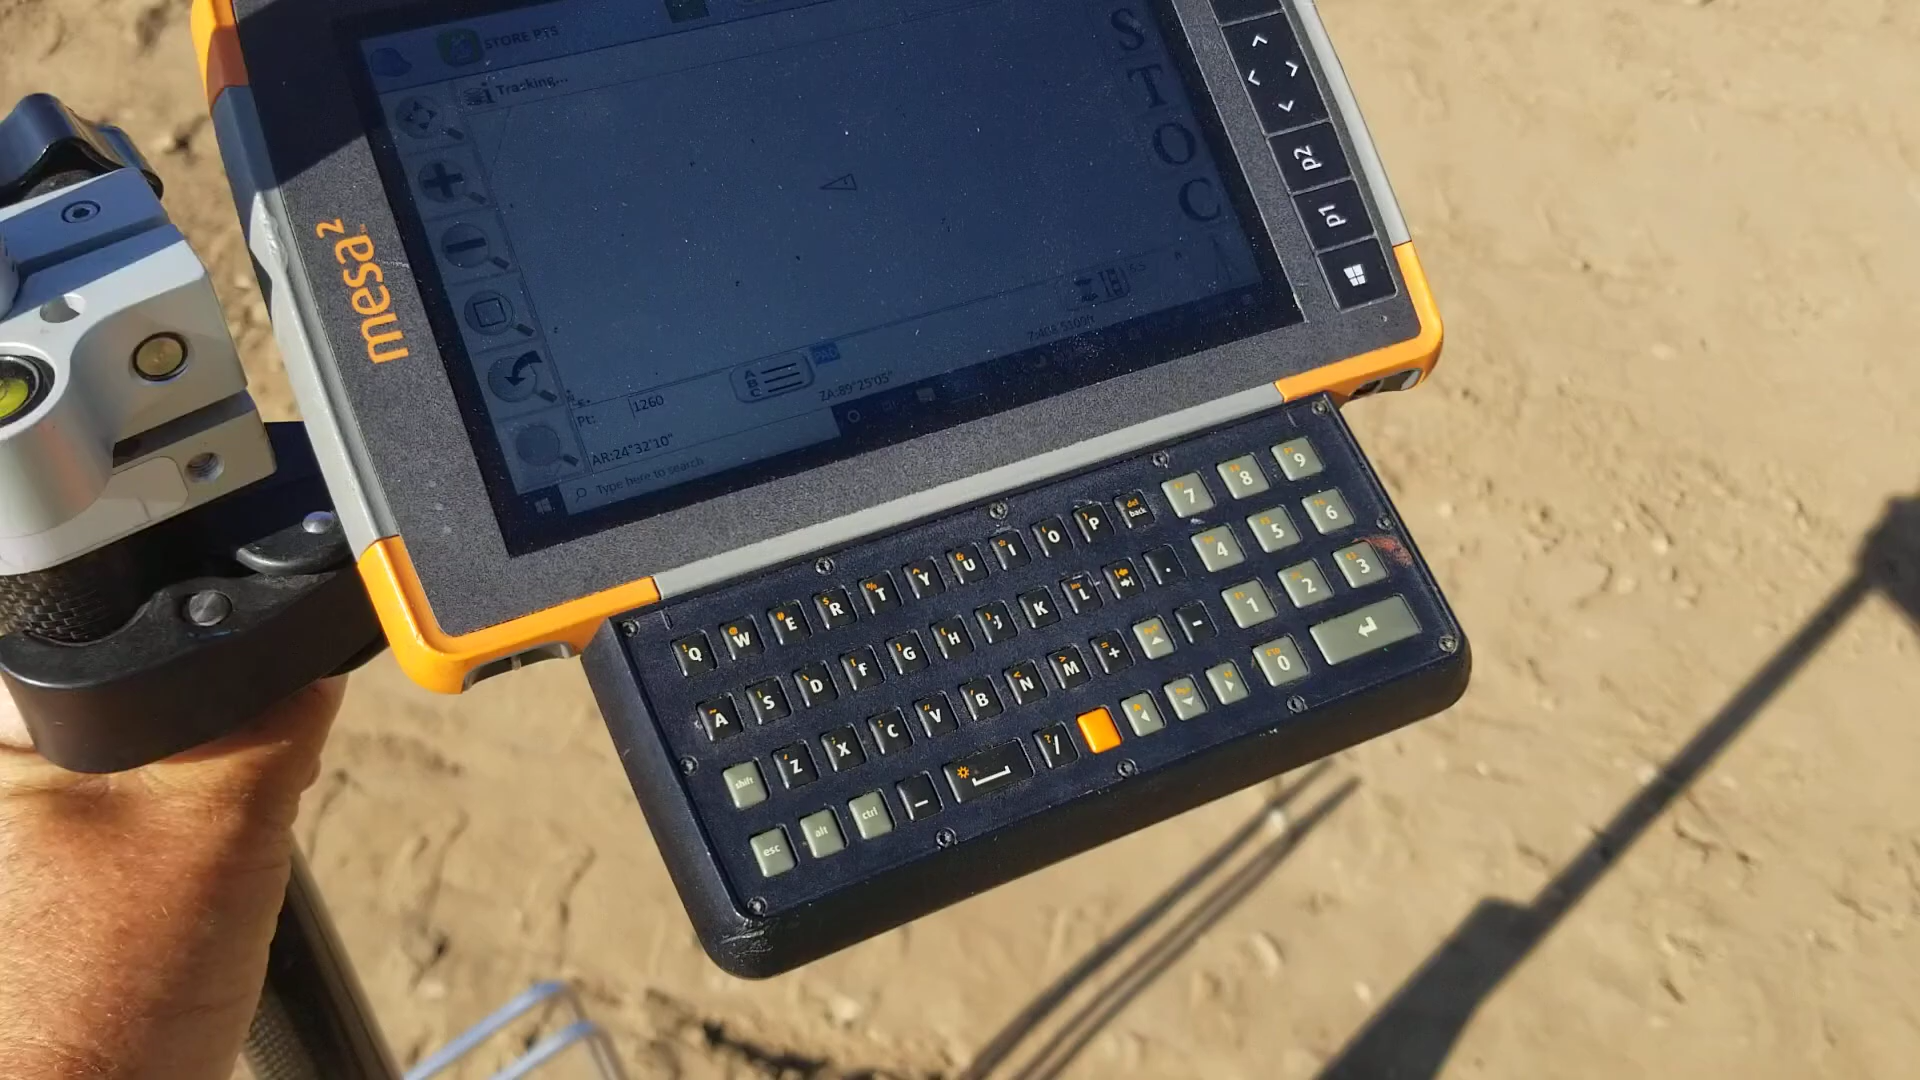 STORE PTS
Tracking...
S
T
O
C
mesa²
p2
p1
A
B
C
Pt:
1260
AR:24°32'10"
ZA:89°25'05"
Type here to search
Q W E R T Y U I O P del back 7 8 9
A S D F G H J K L . 4 5 6
shift Z X C V B N M + - 1 2 3
esc alt ctrl _ / 0